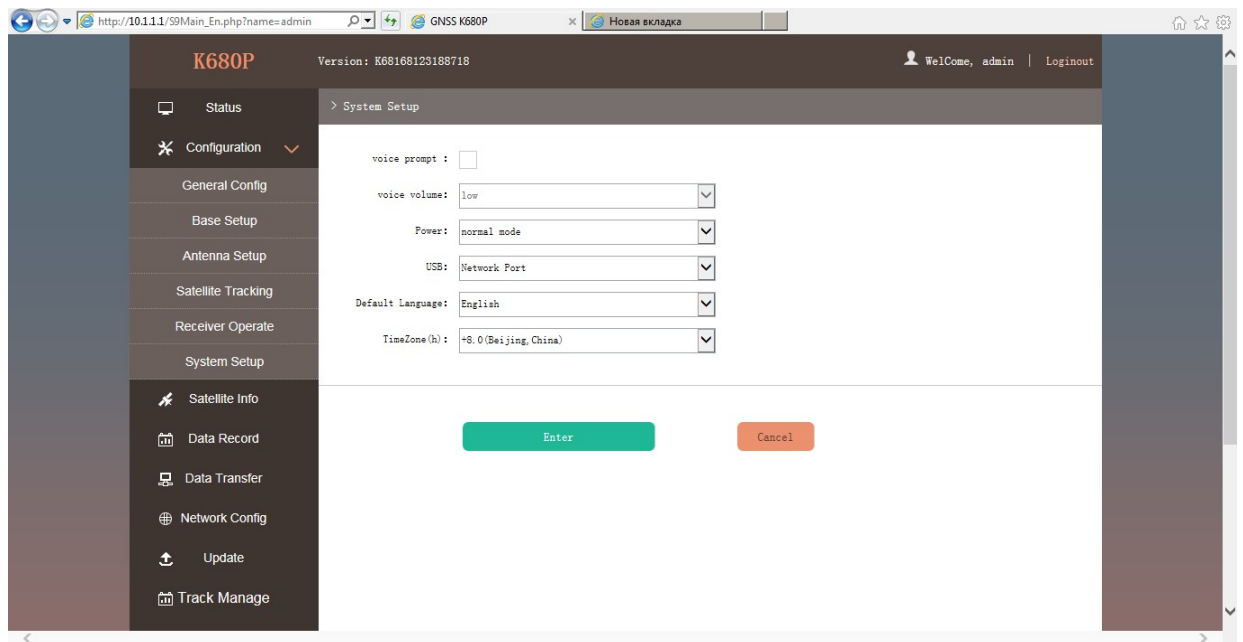 http://10.1.1.1/S9Main_En.php?name=admin
GNSS K680P
Новая вкладка
K680P
Version: K68168123188718
WelCome, admin | Loginout
Status
> System Setup
Configuration
General Config
Base Setup
Antenna Setup
Satellite Tracking
Receiver Operate
System Setup
Satellite Info
Data Record
Data Transfer
Network Config
Update
Track Manage
voice prompt :
voice volume: low
Power: normal mode
USB: Network Port
Default Language: English
TimeZone(h): +8.0(Beijing,China)
Enter
Cancel